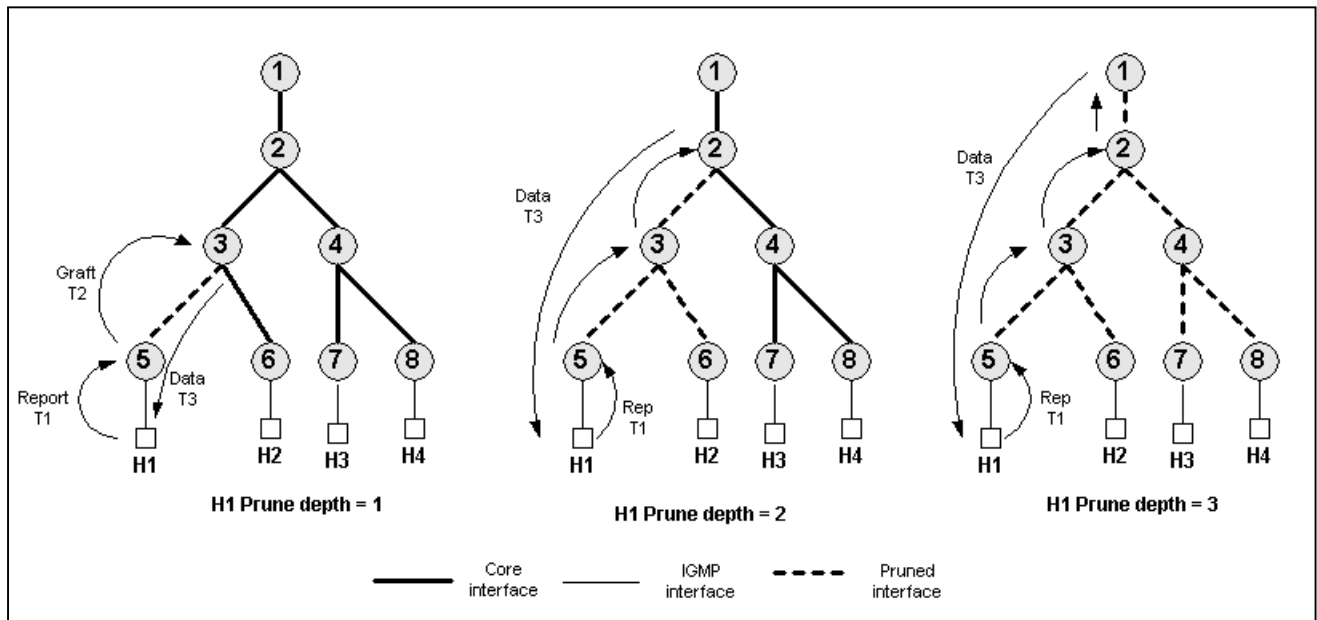 1
2
3
4
5
6
7
8
Graft
T2
Report
T1
Data
T3
H1
H2
H3
H4
H1 Prune depth = 1
1
2
3
4
5
6
7
8
Data
T3
Rep
T1
H1
H2
H3
H4
H1 Prune depth = 2
1
2
3
4
5
6
7
8
Data
T3
Rep
T1
H1
H2
H3
H4
H1 Prune depth = 3
Core
interface
IGMP
interface
Pruned
interface